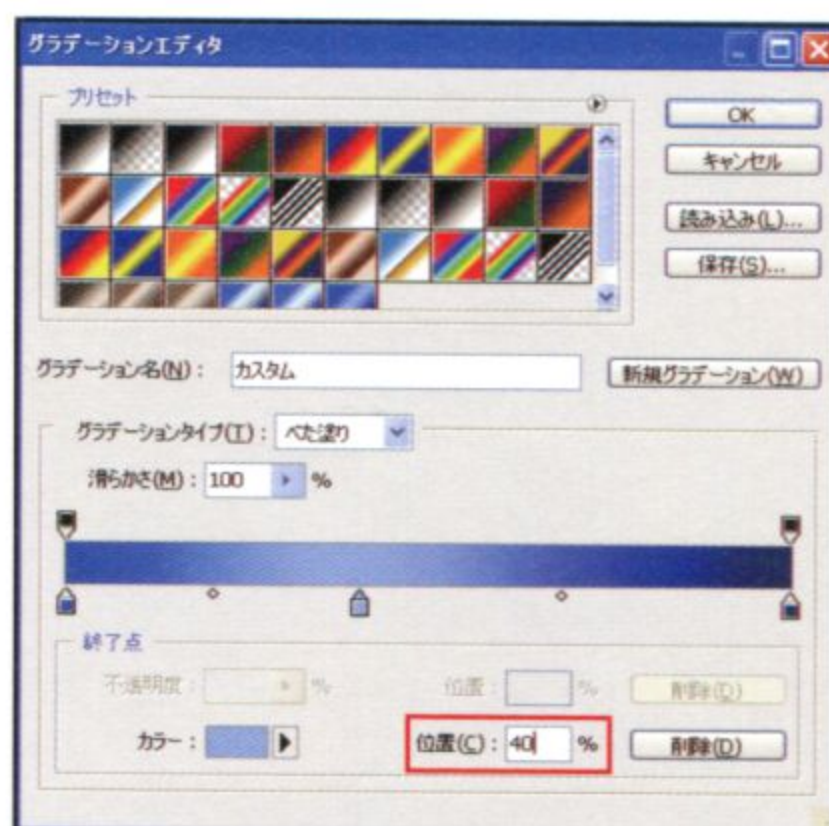 グラデーションエディタ
プリセット
OK
キャンセル
読み込み(L)...
保存(S)...
グラデーション名(N) : カスタム 新規グラデーション(W)
グラデーションタイプ(T) : べた塗り
滑らかさ(M) : 100 %
終了点
不透明度 : % 位置 : % 削除(D)
カラー : 位置(C) : 40 % 削除(D)